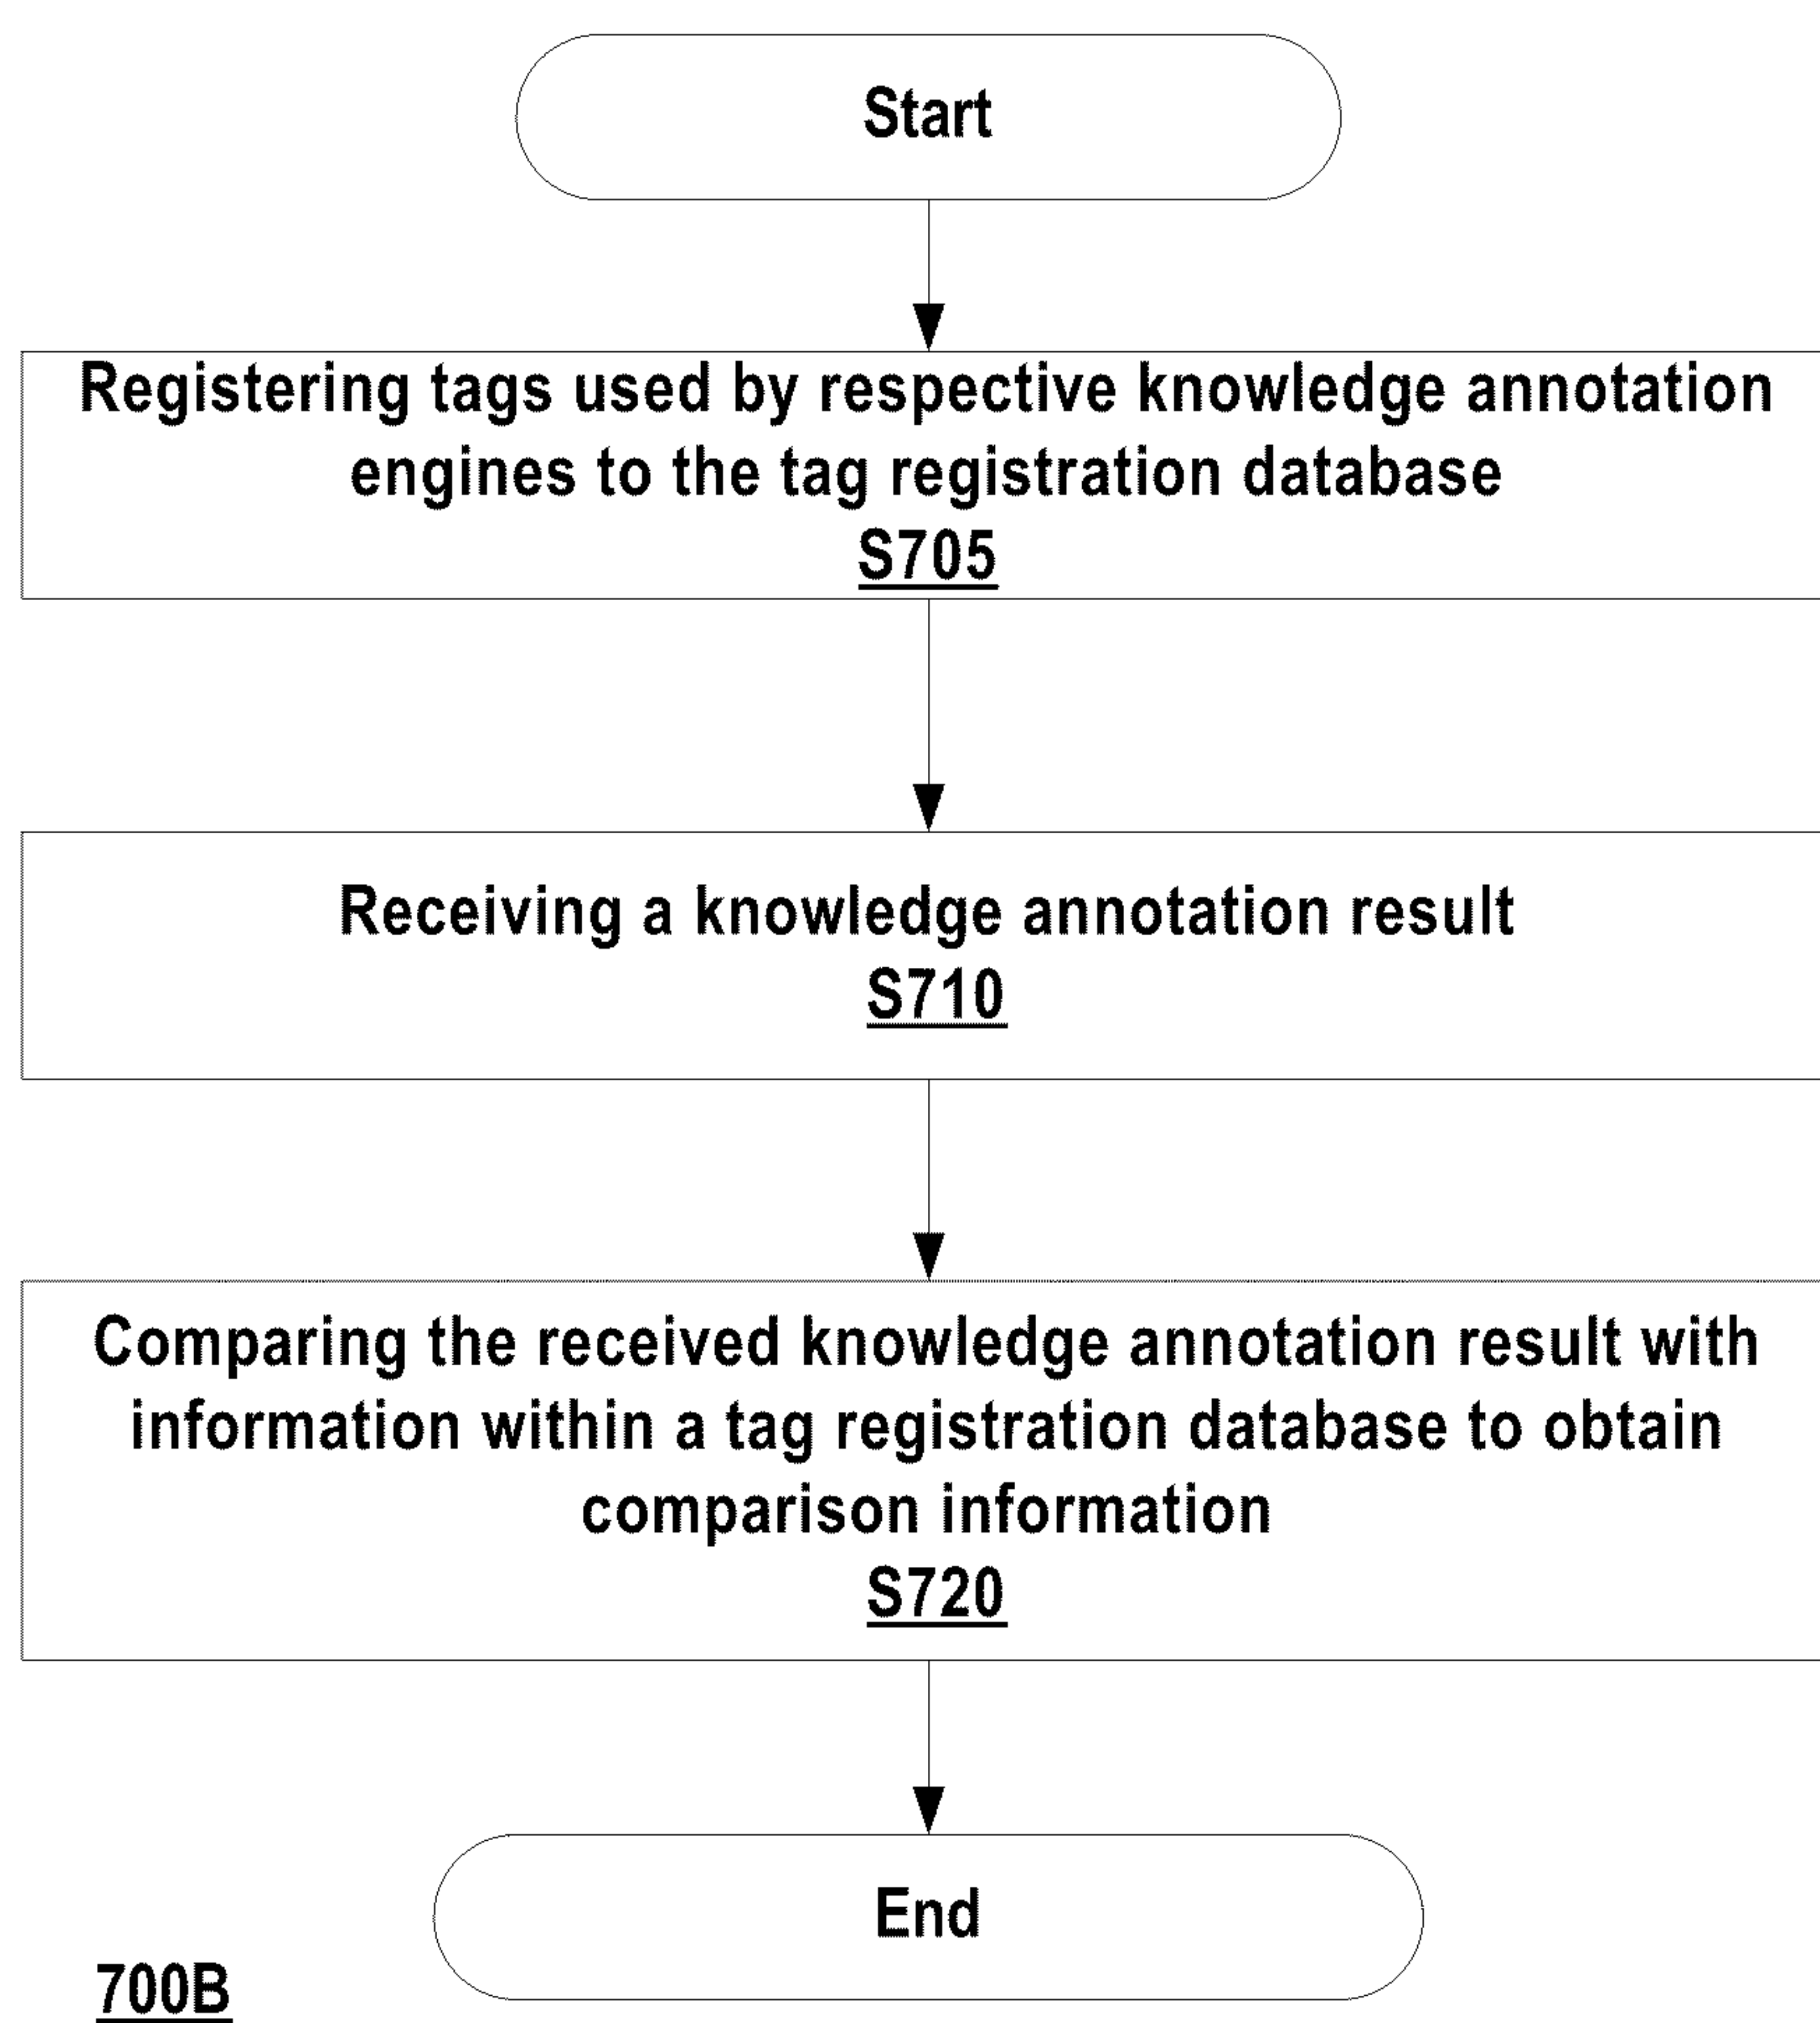 Start
Registering tags used by respective knowledge annotation
engines to the tag registration database
S705
Receiving a knowledge annotation result
S710
Comparing the received knowledge annotation result with
information within a tag registration database to obtain
comparison information
S720
End
700B